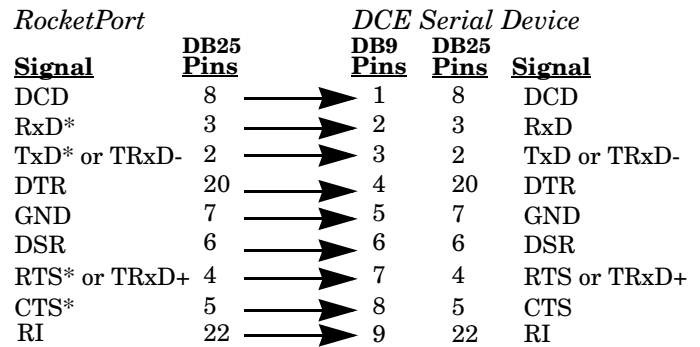 RocketPort DCE Serial Device
DB25 DB9 DB25
Signal Pins Pins Pins Signal
DCD 8 1 8 DCD
RxD* 3 2 3 RxD
TxD* or TRxD- 2 3 2 TxD or TRxD-
DTR 20 4 20 DTR
GND 7 5 7 GND
DSR 6 6 6 DSR
RTS* or TRxD+ 4 7 4 RTS or TRxD+
CTS* 5 8 5 CTS
RI 22 9 22 RI